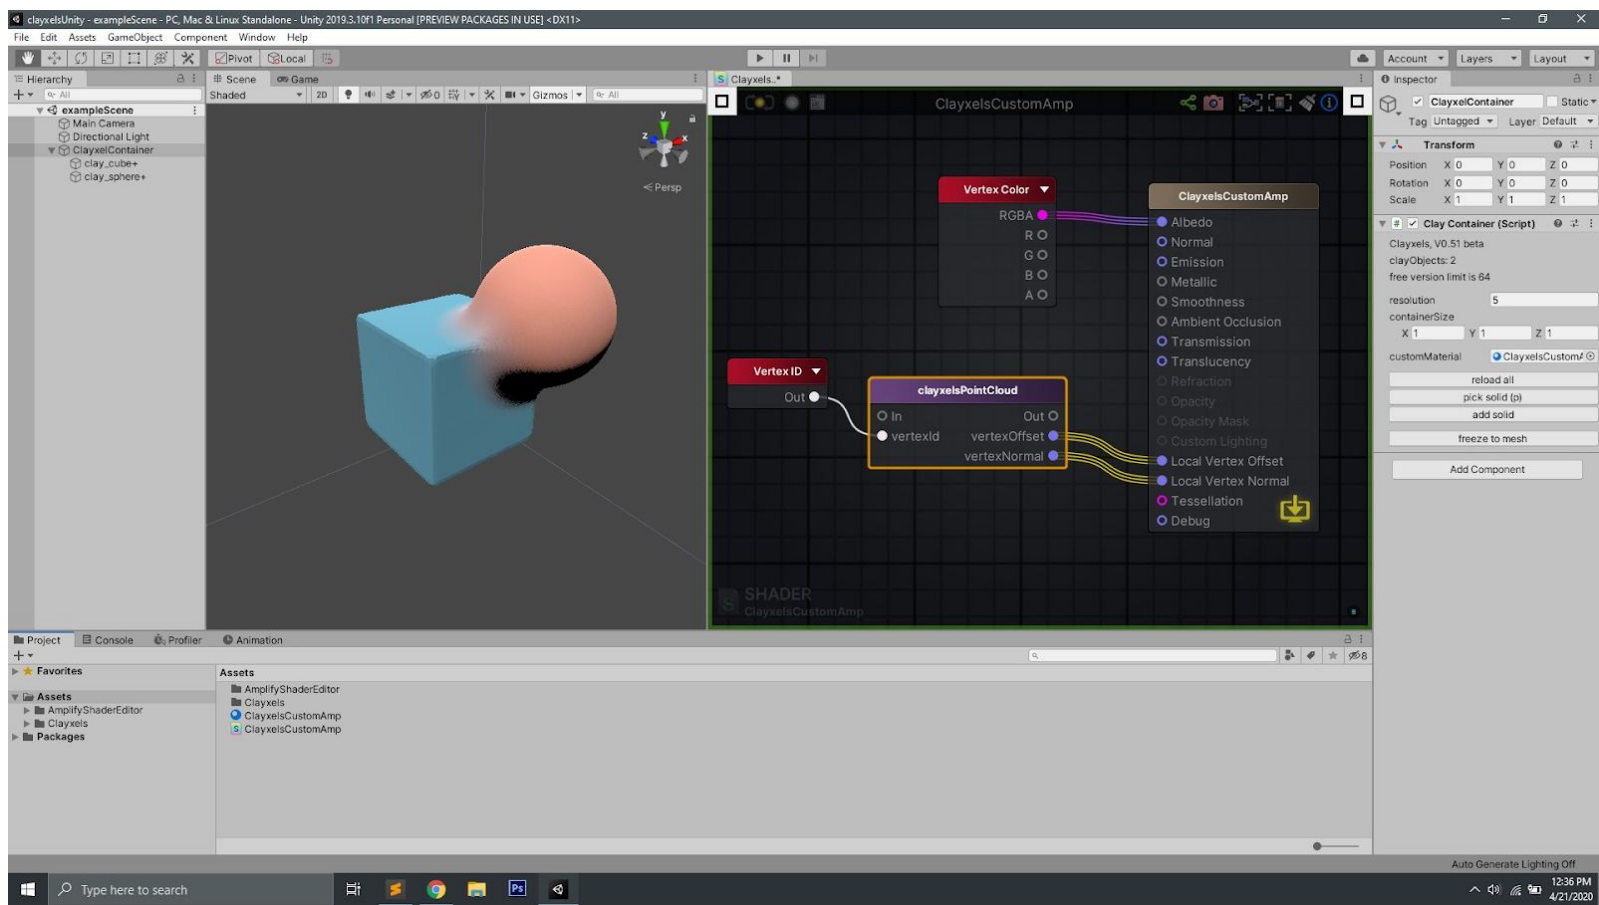 clayxelsUnity - exampleScene - PC, Mac & Linux Standalone - Unity 2019.3.10f1 Personal [PREVIEW PACKAGES IN USE] <DX11>
File Edit Assets GameObject Component Window Help
Pivot Local Account Layers Layout
Hierarchy
All
exampleScene
Main Camera
Directional Light
ClayxelContainer
clay_cube+
clay_sphere+
Scene Game
Shaded 2D 0 Gizmos All
y
z x
Persp
Clayxels..*
ClayxelsCustomAmp
Vertex Color
RGBA
R
G
B
A
Vertex ID
Out
clayxelsPointCloud
In Out
vertexId vertexOffset
vertexNormal
ClayxelsCustomAmp
Albedo
Normal
Emission
Metallic
Smoothness
Ambient Occlusion
Transmission
Translucency
Refraction
Opacity
Opacity Mask
Custom Lighting
Local Vertex Offset
Local Vertex Normal
Tessellation
Debug
SHADER
ClayxelsCustomAmp
Inspector
ClayxelContainer Static
Tag Untagged Layer Default
Transform
Position X 0 Y 0 Z 0
Rotation X 0 Y 0 Z 0
Scale X 1 Y 1 Z 1
# Clay Container (Script)
Clayxels, V0.51 beta
clayObjects: 2
free version limit is 64
resolution 5
containerSize
X 1 Y 1 Z 1
customMaterial ClayxelsCustomA
reload all
pick solid (p)
add solid
freeze to mesh
Add Component
Project Console Profiler Animation
8
Favorites
Assets
AmplifyShaderEditor
Clayxels
Packages
Assets
AmplifyShaderEditor
Clayxels
ClayxelsCustomAmp
ClayxelsCustomAmp
Auto Generate Lighting Off
Type here to search
Ps
12:36 PM
4/21/2020